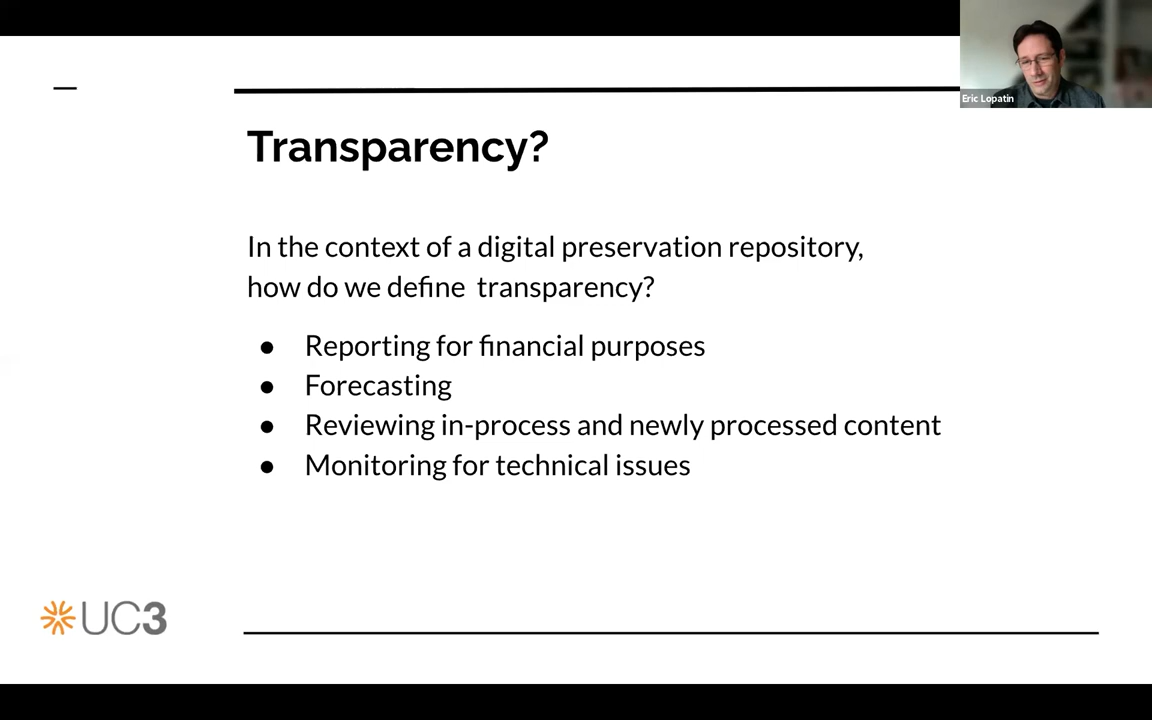 Eric Lopatin
Transparency?
In the context of a digital preservation repository,
how do we define  transparency?
● Reporting for financial purposes
● Forecasting
● Reviewing in-process and newly processed content
● Monitoring for technical issues
UC3